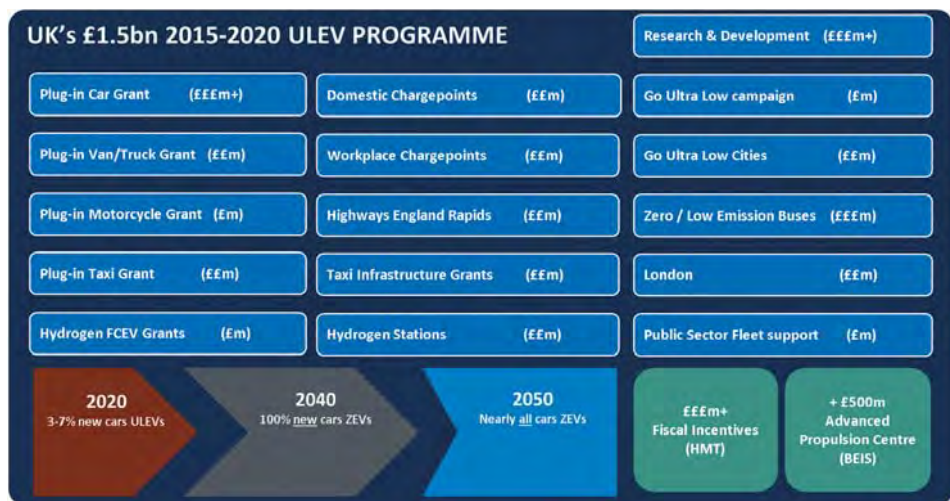 UK's £1.5bn 2015-2020 ULEV PROGRAMME
Research & Development (£££m+)
Plug-in Car Grant (£££m+)
Domestic Chargepoints (££m)
Go Ultra Low campaign (£m)
Plug-in Van/Truck Grant (££m)
Workplace Chargepoints (££m)
Go Ultra Low Cities (££m)
Plug-in Motorcycle Grant (£m)
Highways England Rapids (££m)
Zero / Low Emission Buses (£££m)
Plug-in Taxi Grant (££m)
Taxi Infrastructure Grants (££m)
London (££m)
Hydrogen FCEV Grants (£m)
Hydrogen Stations (££m)
Public Sector Fleet support (£m)
2020
3-7% new cars ULEVs
2040
100% new cars ZEVs
2050
Nearly all cars ZEVs
£££m+
Fiscal Incentives
(HMT)
+ £500m
Advanced
Propulsion Centre
(BEIS)